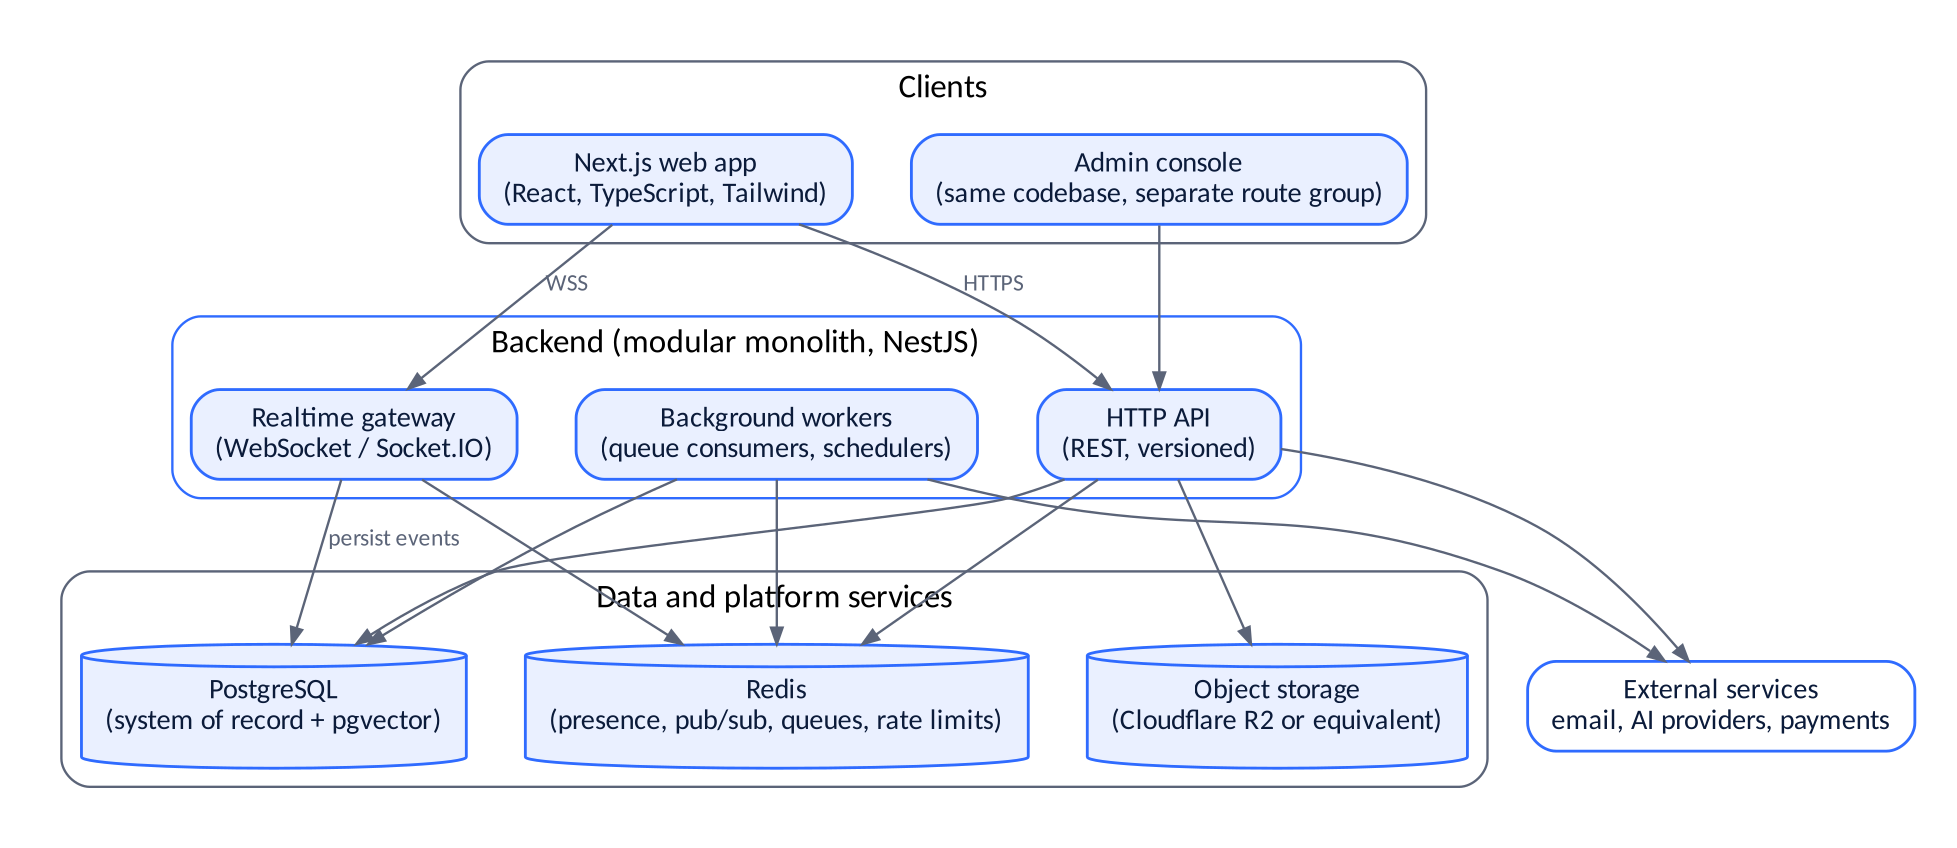 Clients
Next.js web app
(React, TypeScript, Tailwind)
Admin console
(same codebase, separate route group)
WSS
HTTPS
Backend (modular monolith, NestJS)
Realtime gateway
(WebSocket / Socket.IO)
Background workers
(queue consumers, schedulers)
HTTP API
(REST, versioned)
persist events
Data and platform services
PostgreSQL
(system of record + pgvector)
Redis
(presence, pub/sub, queues, rate limits)
Object storage
(Cloudflare R2 or equivalent)
External services
email, AI providers, payments